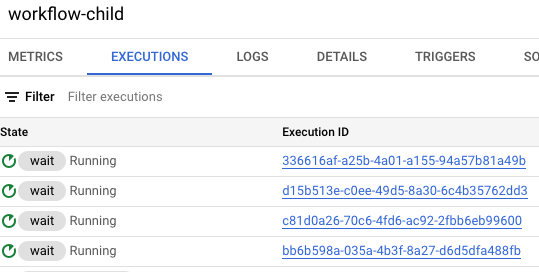 workflow-child
METRICS EXECUTIONS LOGS DETAILS TRIGGERS SO
Filter Filter executions
State Execution ID
wait Running 336616af-a25b-4a01-a155-94a57b81a49b
wait Running d15b513e-c0ee-49d5-8a30-6c4b35762dd3
wait Running c81d0a26-70c6-4fd6-ac92-2fbb6eb99600
wait Running bb6b598a-035a-4b3f-8a27-d6d5dfa488fb